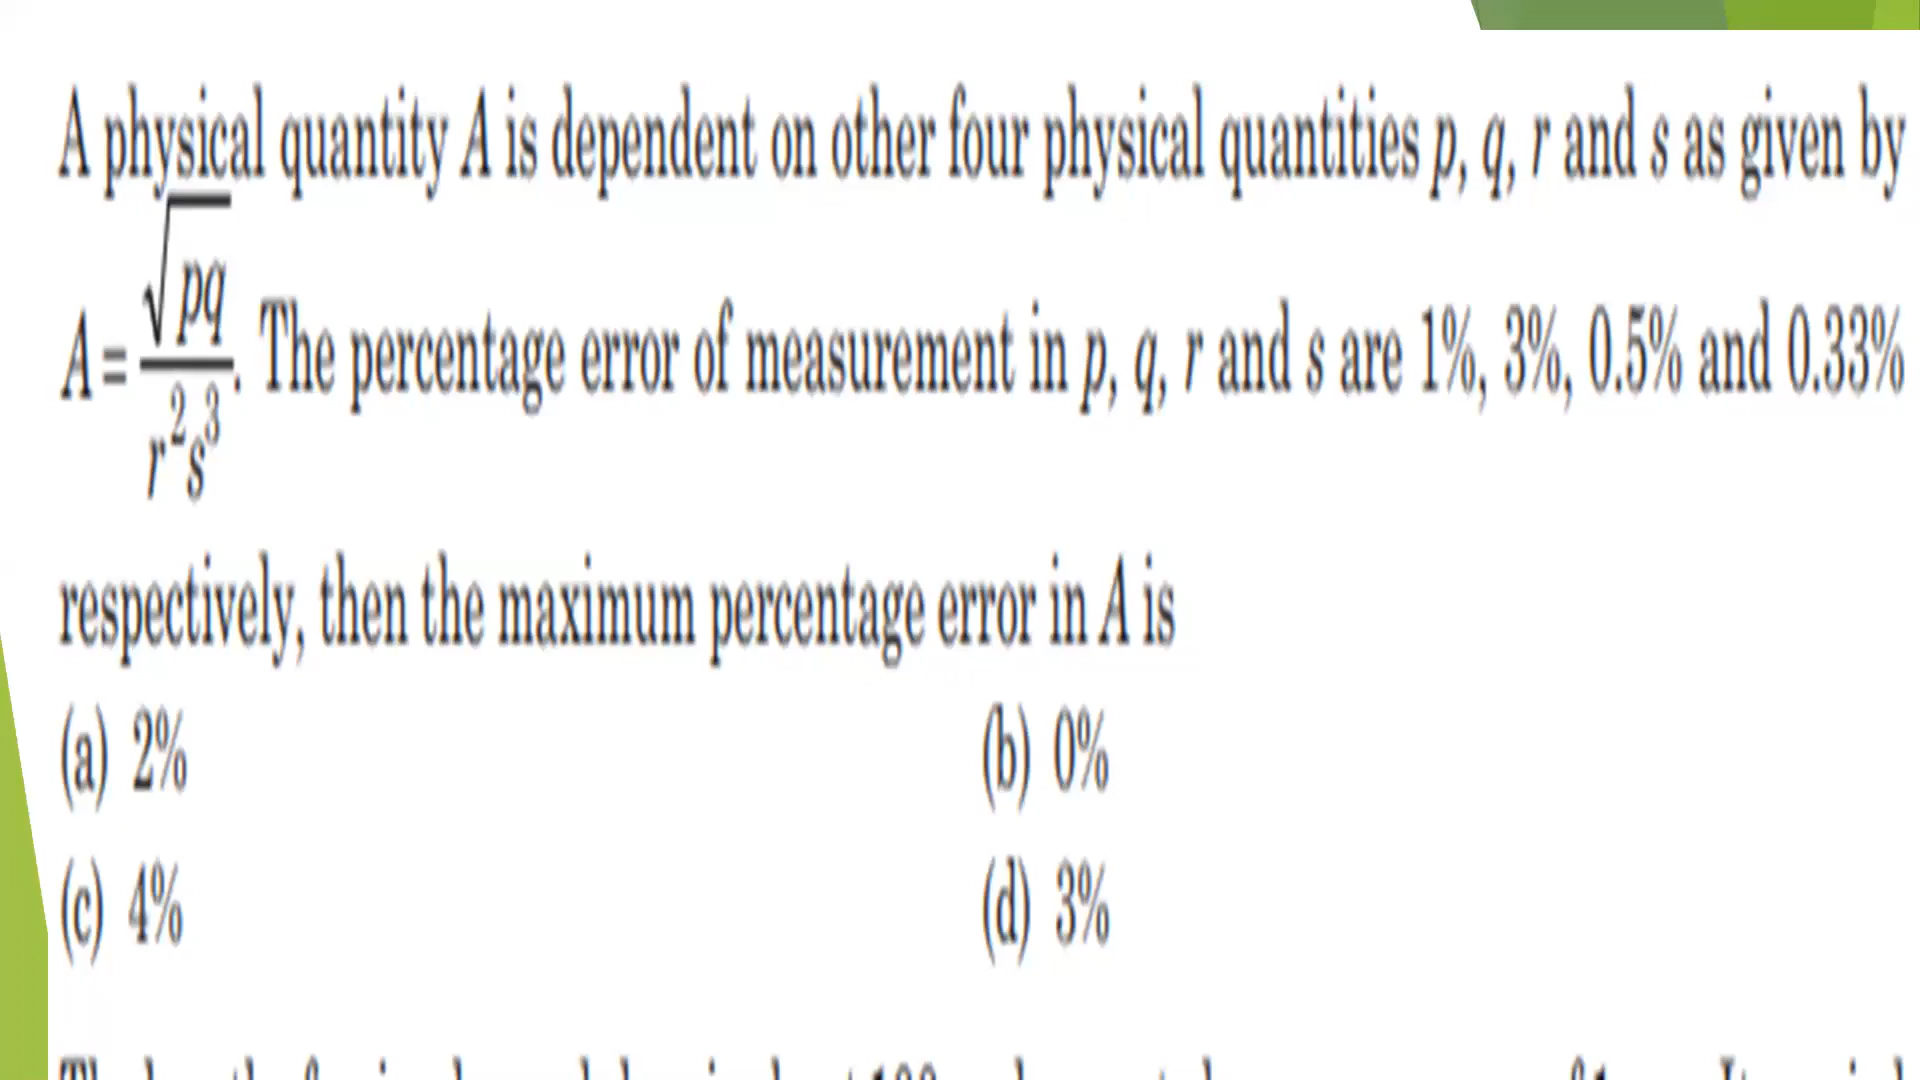 A physical quantity A is dependent on other four physical quantities p, q, r and s as given by
A = √pq / r²s³. The percentage error of measurement in p, q, r and s are 1%, 3%, 0.5% and 0.33%
respectively, then the maximum percentage error in A is
(a) 2% (b) 0%
(c) 4% (d) 3%